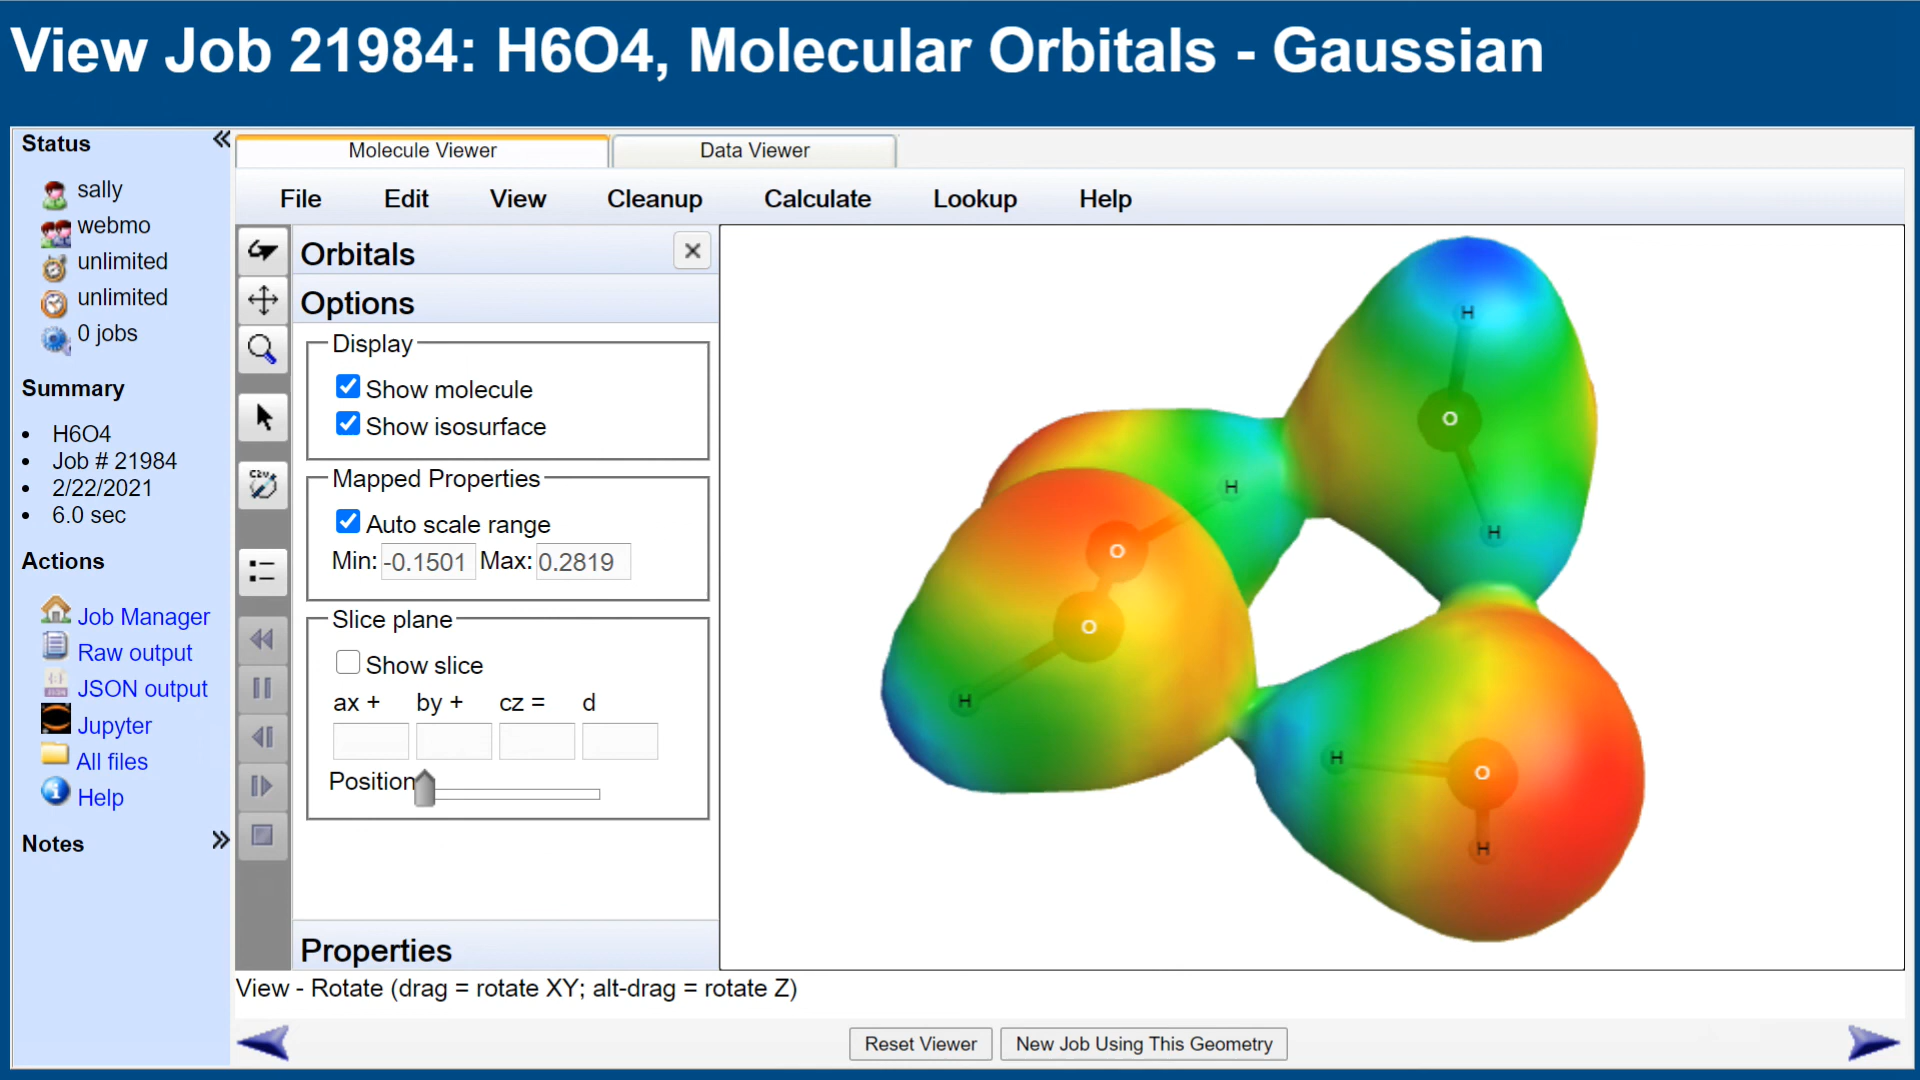 View Job 21984: H6O4, Molecular Orbitals - Gaussian
Status
sally
webmo
unlimited
unlimited
0 jobs
Summary
H6O4
Job # 21984
2/22/2021
6.0 sec
Actions
Job Manager
Raw output
JSON output
Jupyter
All files
Help
Notes
Molecule Viewer
Data Viewer
File Edit View Cleanup Calculate Lookup Help
Orbitals
Options
Display
Show molecule
Show isosurface
Mapped Properties
Auto scale range
Min: -0.1501 Max: 0.2819
Slice plane
Show slice
ax + by + cz = d
Position
Properties
H
O
H
H
O
O
H
H
O
H
View - Rotate (drag = rotate XY; alt-drag = rotate Z)
Reset Viewer
New Job Using This Geometry